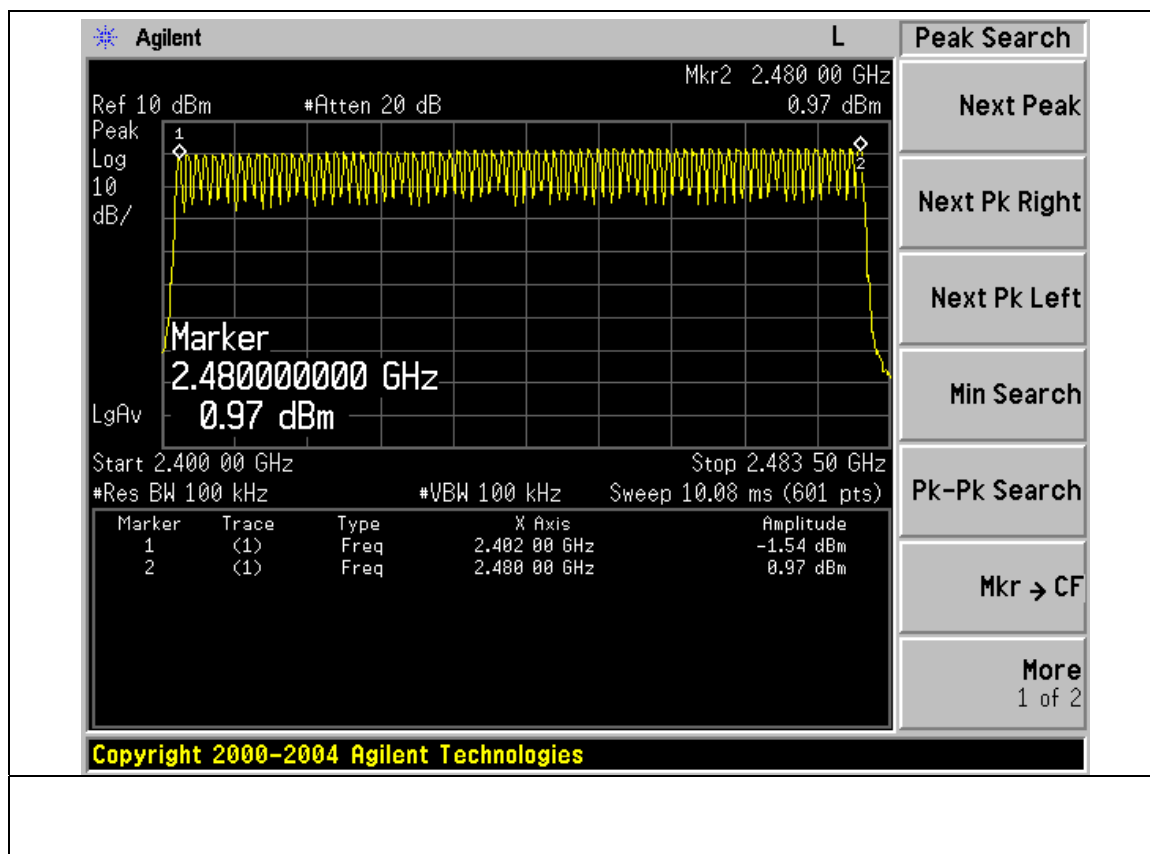 Agilent L Peak Search
Mkr2 2.480 00 GHz
Ref 10 dBm #Atten 20 dB 0.97 dBm
Peak
Log
10
dB/
1
2
Marker
2.480000000 GHz
0.97 dBm
LgAv
Start 2.400 00 GHz Stop 2.483 50 GHz
#Res BW 100 kHz #VBW 100 kHz Sweep 10.08 ms (601 pts)
Marker Trace Type X Axis Amplitude
1 (1) Freq 2.402 00 GHz -1.54 dBm
2 (1) Freq 2.480 00 GHz 0.97 dBm
Next Peak
Next Pk Right
Next Pk Left
Min Search
Pk-Pk Search
Mkr → CF
More
1 of 2
Copyright 2000-2004 Agilent Technologies